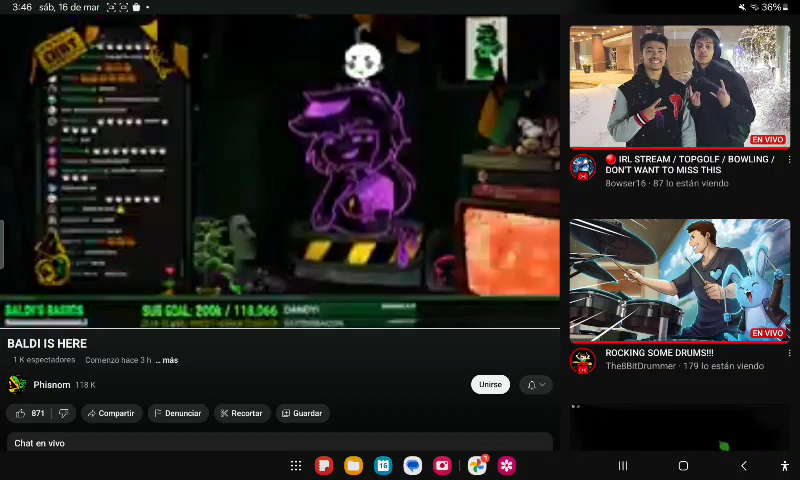 3:46 sáb, 16 de mar
36%
BALDI'S BASICS
SUB GOAL: 200k / 118,066
DANDY!
BALDI IS HERE
1 K espectadores Comenzó hace 3 h ... más
Phisnom 118 K
Unirse
871
Compartir
Denunciar
Recortar
Guardar
Chat en vivo
EN VIVO
🔴 IRL STREAM / TOPGOLF / BOWLING /
DON'T WANT TO MISS THIS
8owser16 · 87 lo están viendo
EN VIVO
ROCKING SOME DRUMS!!!
The8BitDrummer · 179 lo están viendo
16
1